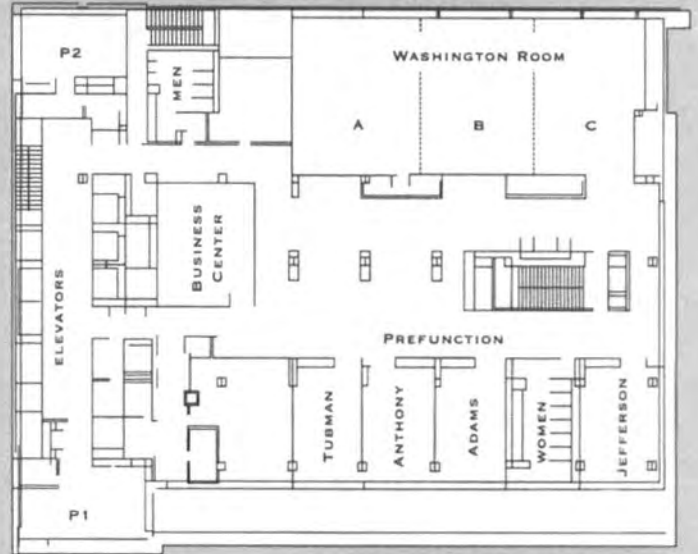 P2
MEN
WASHINGTON ROOM
A
B
C
BUSINESS
CENTER
ELEVATORS
PREFUNCTION
TUBMAN
ANTHONY
ADAMS
WOMEN
JEFFERSON
P1